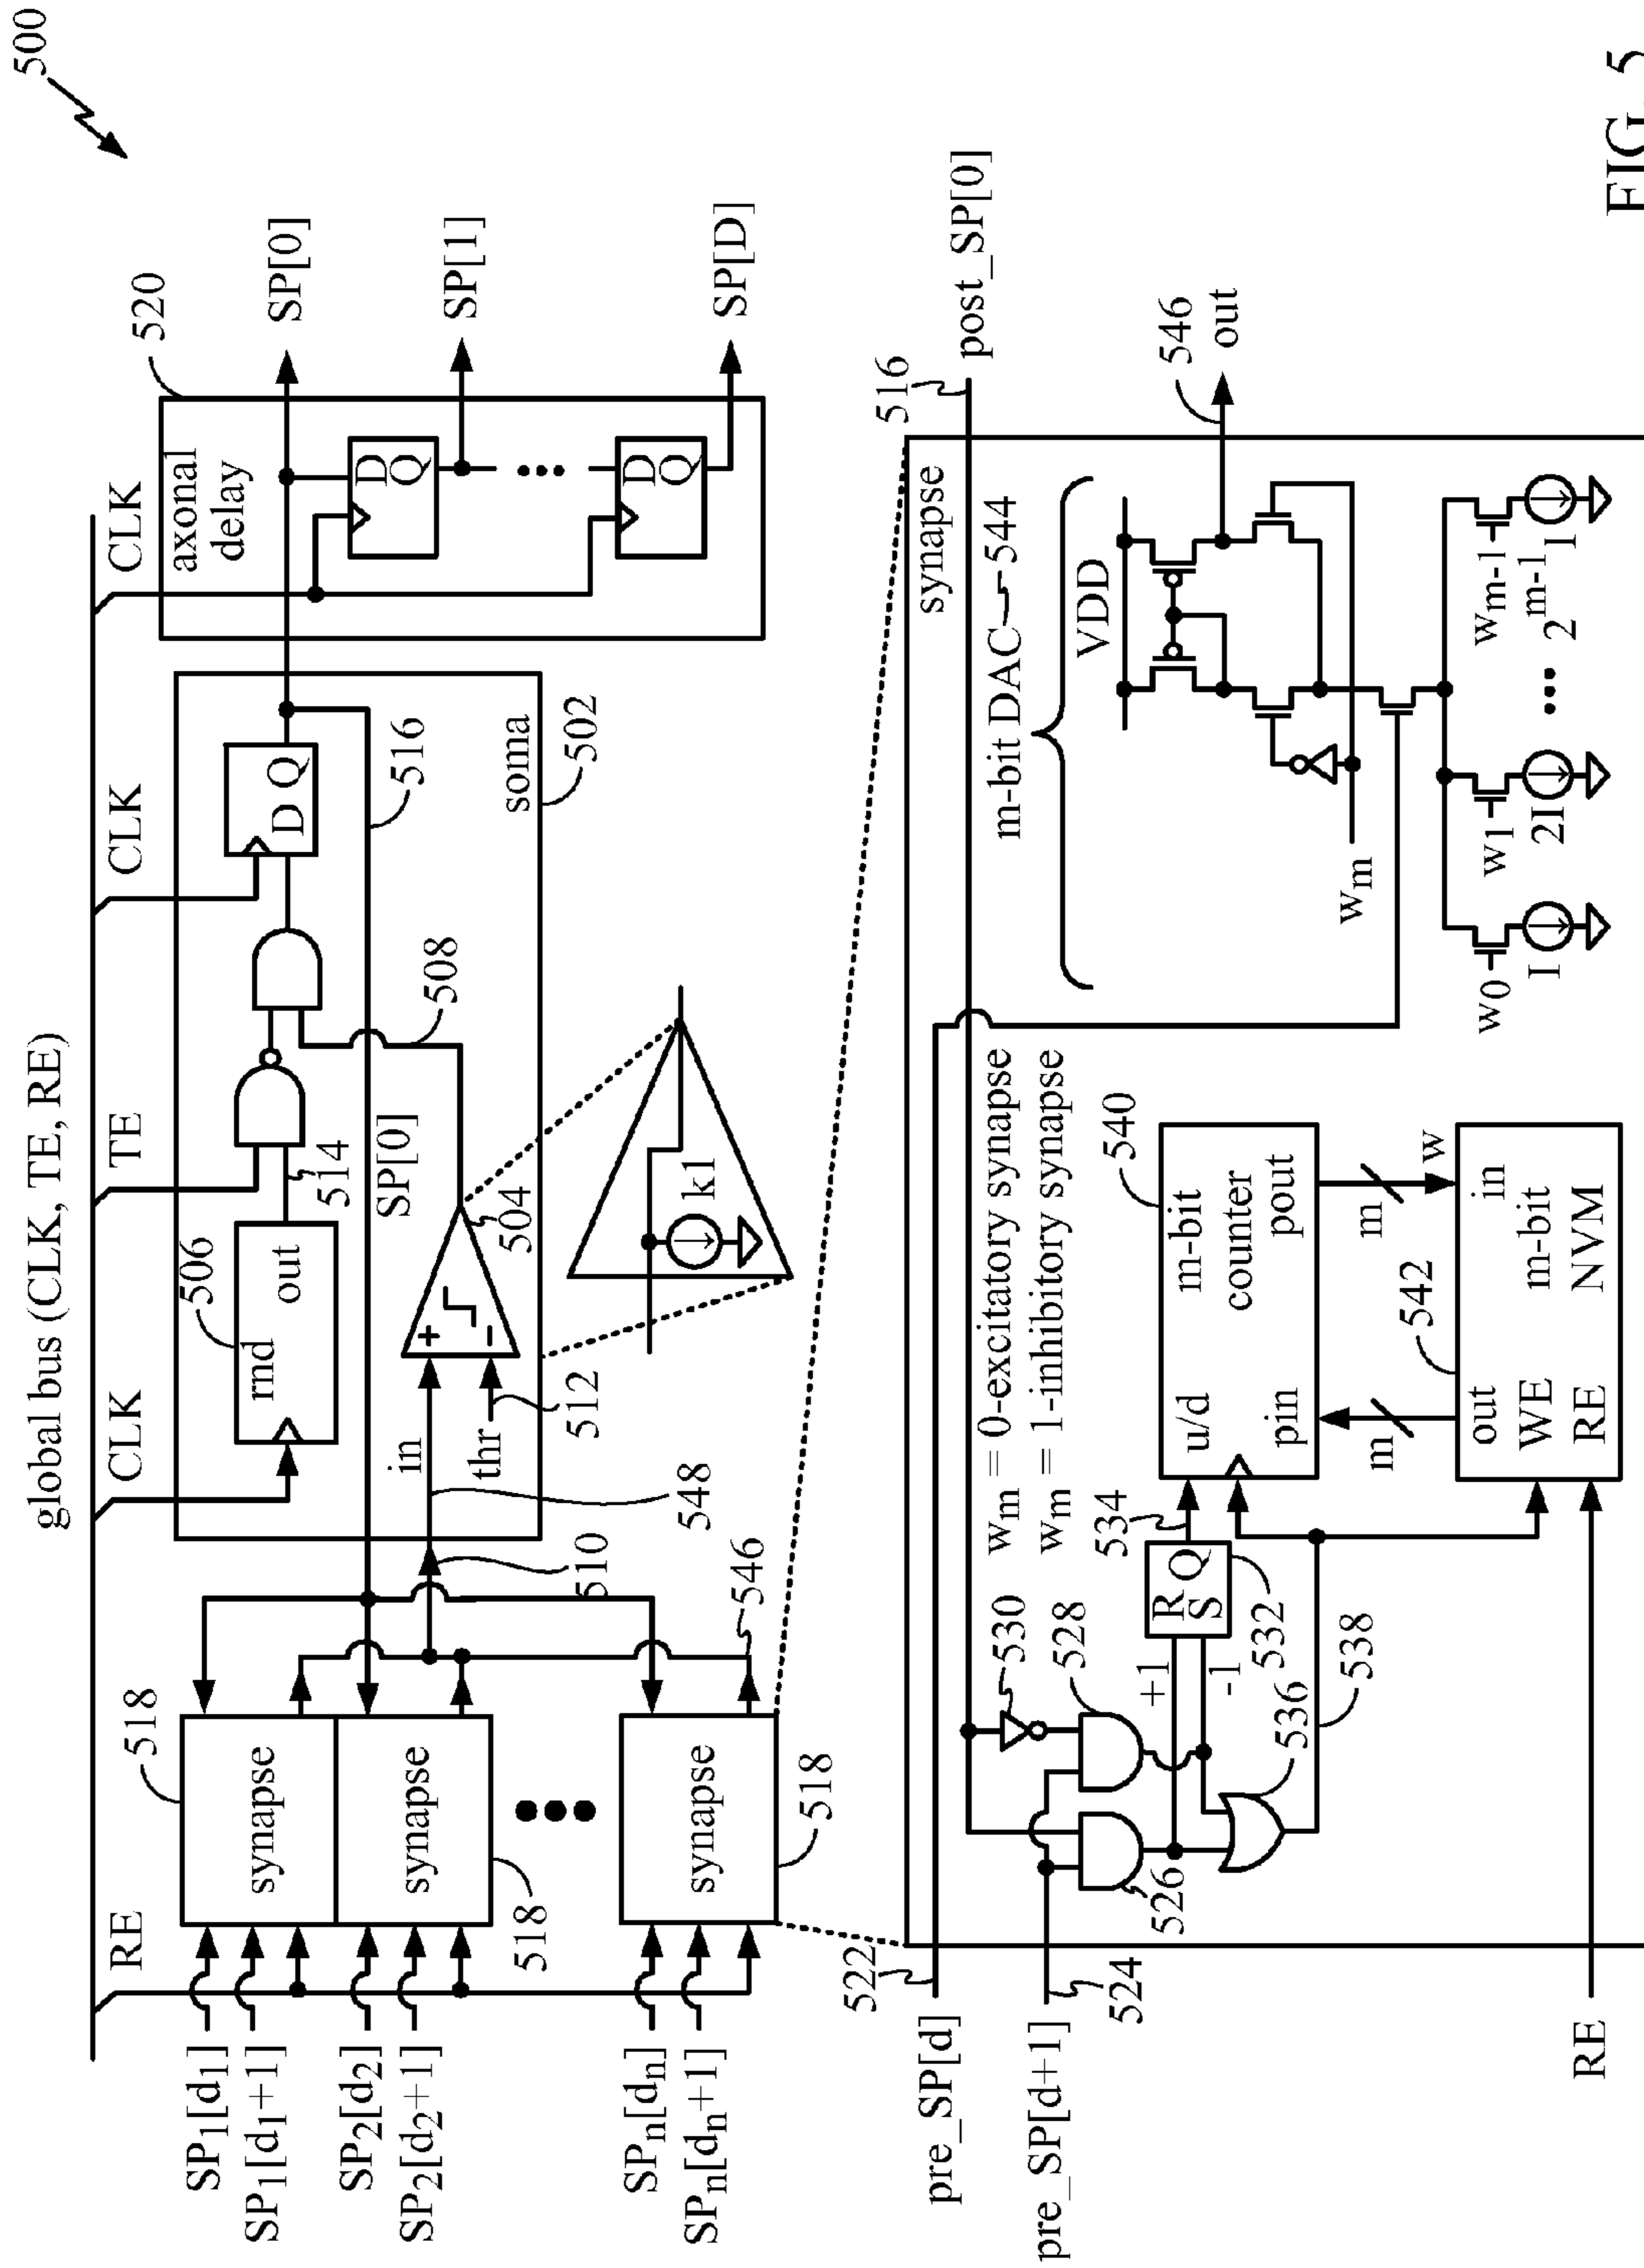 500
global bus (CLK, TE, RE)
RE
CLK
TE
CLK
CLK
SP1[d1]
SP1[d1+1]
SP2[d2]
SP2[d2+1]
SPn[dn]
SPn[dn+1]
518
synapse
synapse
518
synapse
518
546
510
548
506
rnd
out
514
SP[0]
in
thr
512
504
508
k1
D Q
516
soma
502
520
axonal
delay
D
Q
D
Q
SP[0]
SP[1]
SP[D]
522
pre_SP[d]
524
pre_SP[d+1]
RE
516
post_SP[0]
synapse
530
528
526
+1
-1
R
S
Q
532
534
536
538
wm = 0-excitatory synapse
wm = 1-inhibitory synapse
540
m-bit
counter
u/d
pin
pout
m
m
w
542
out
in
WE
m-bit
RE
NVM
m-bit DAC
544
VDD
546
out
wm
w0
I
w1
2I
wm-1
2m-1 I
FIG. 5